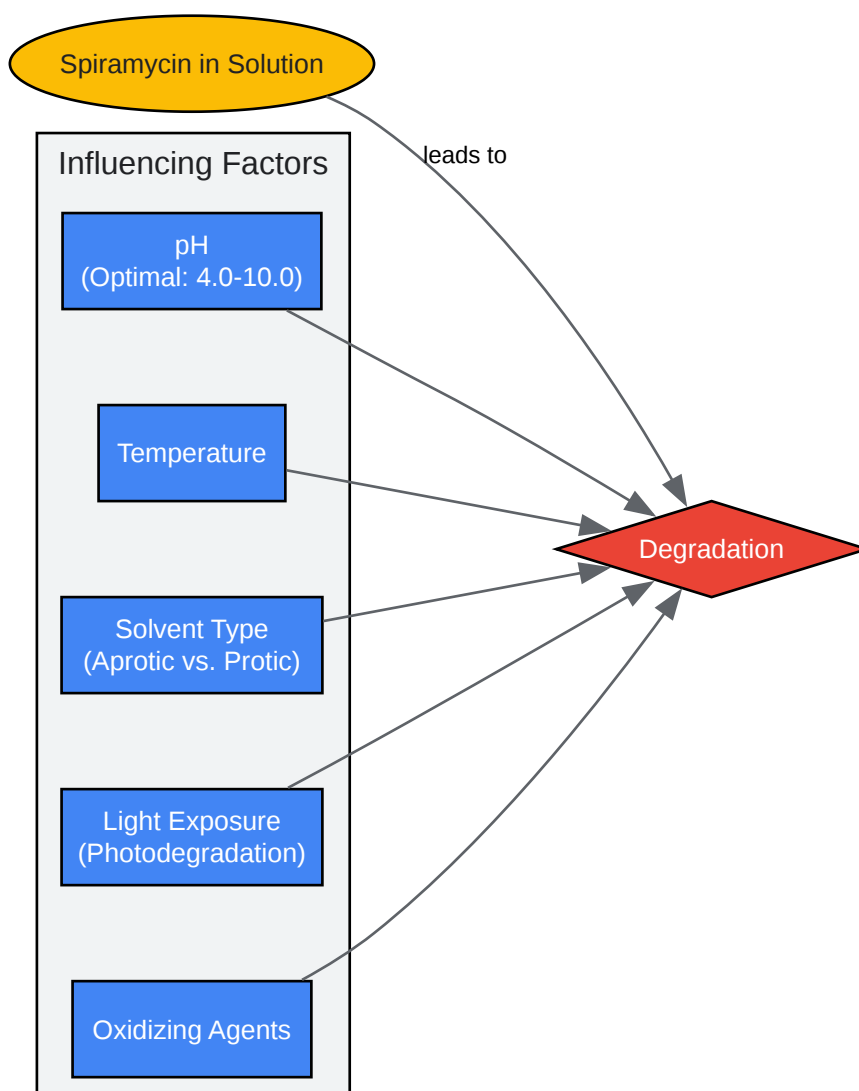 Spiramycin in Solution
leads to
Influencing Factors
pH
(Optimal: 4.0-10.0)
Temperature
Degradation
Solvent Type
(Aprotic vs. Protic)
Light Exposure
(Photodegradation)
Oxidizing Agents